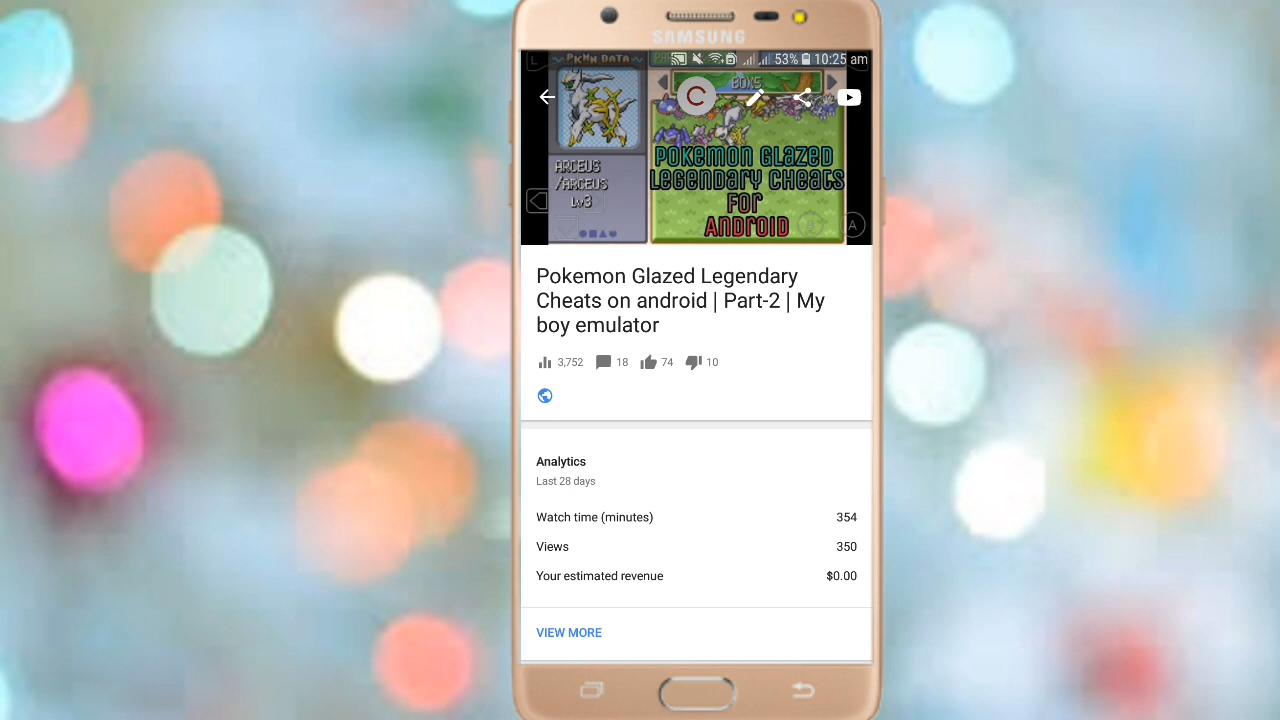 SAMSUNG
PKMN DATA
53% 10:25 am
L
BOX5
ARCEUS
/ARCEUS
Lv3
POKEMON GLAZED
LEGENDARY CHEATS
FOR
ANDROID
A
Pokemon Glazed Legendary
Cheats on android | Part-2 | My
boy emulator
3,752 18 74 10
Analytics
Last 28 days
Watch time (minutes) 354
Views 350
Your estimated revenue $0.00
VIEW MORE